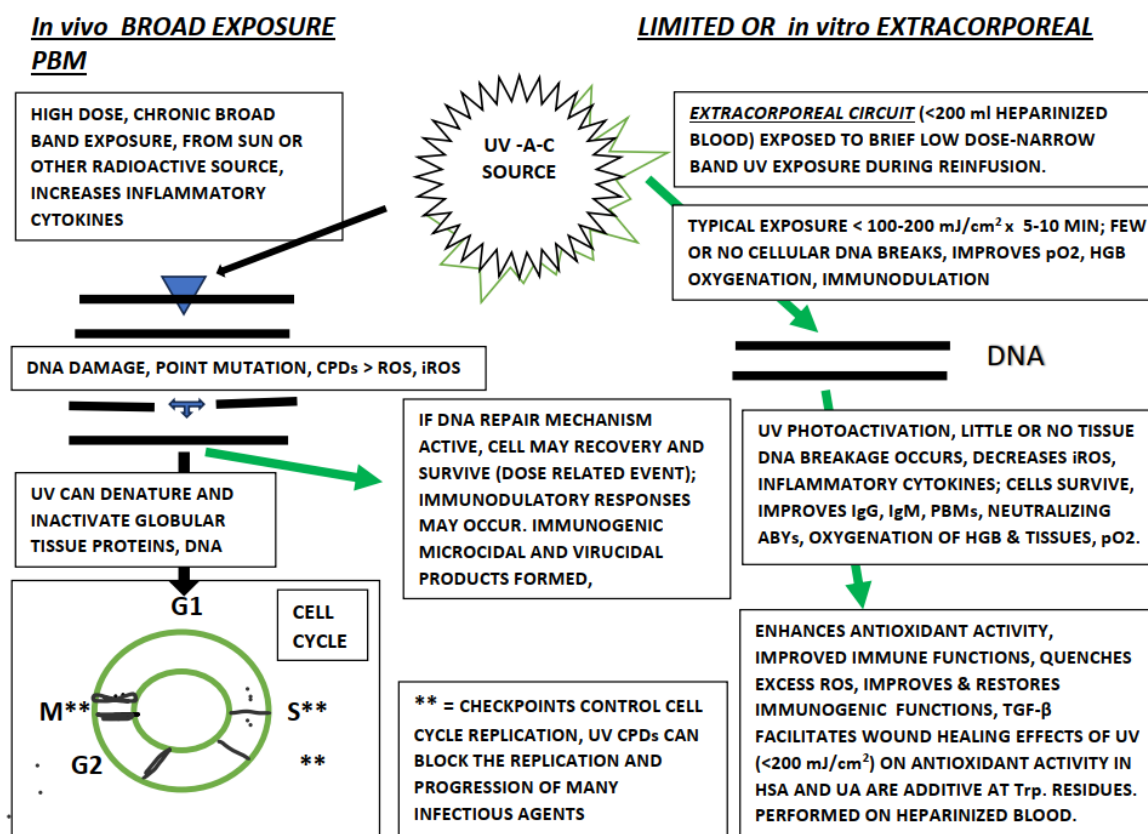 In vivo BROAD EXPOSURE
PBM
LIMITED OR in vitro EXTRACORPOREAL
HIGH DOSE, CHRONIC BROAD
BAND EXPOSURE, FROM SUN OR
OTHER RADIOACTIVE SOURCE,
INCREASES INFLAMMATORY
CYTOKINES
UV -A-C
SOURCE
EXTRACORPOREAL CIRCUIT (<200 ml HEPARINIZED
BLOOD) EXPOSED TO BRIEF LOW DOSE-NARROW
BAND UV EXPOSURE DURING REINFUSION.
TYPICAL EXPOSURE < 100-200 mJ/cm² x 5-10 MIN; FEW
OR NO CELLULAR DNA BREAKS, IMPROVES pO2, HGB
OXYGENATION, IMMUNODULATION
DNA DAMAGE, POINT MUTATION, CPDs > ROS, iROS
DNA
IF DNA REPAIR MECHANISM
ACTIVE, CELL MAY RECOVERY AND
SURVIVE (DOSE RELATED EVENT);
IMMUNODULATORY RESPONSES
MAY OCCUR. IMMUNOGENIC
MICROCIDAL AND VIRUCIDAL
PRODUCTS FORMED,
UV PHOTOACTIVATION, LITTLE OR NO TISSUE
DNA BREAKAGE OCCURS, DECREASES iROS,
INFLAMMATORY CYTOKINES; CELLS SURVIVE,
IMPROVES IgG, IgM, PBMs, NEUTRALIZING
ABYs, OXYGENATION OF HGB & TISSUES, pO2.
UV CAN DENATURE AND
INACTIVATE GLOBULAR
TISSUE PROTEINS, DNA
G1
CELL
CYCLE
M**
S**
G2
**
** = CHECKPOINTS CONTROL CELL
CYCLE REPLICATION, UV CPDs CAN
BLOCK THE REPLICATION AND
PROGRESSION OF MANY
INFECTIOUS AGENTS
ENHANCES ANTIOXIDANT ACTIVITY,
IMPROVED IMMUNE FUNCTIONS, QUENCHES
EXCESS ROS, IMPROVES & RESTORES
IMMUNOGENIC FUNCTIONS, TGF-β
FACILITATES WOUND HEALING EFFECTS OF UV
(<200 mJ/cm²) ON ANTIOXIDANT ACTIVITY IN
HSA AND UA ARE ADDITIVE AT Trp. RESIDUES.
PERFORMED ON HEPARINIZED BLOOD.